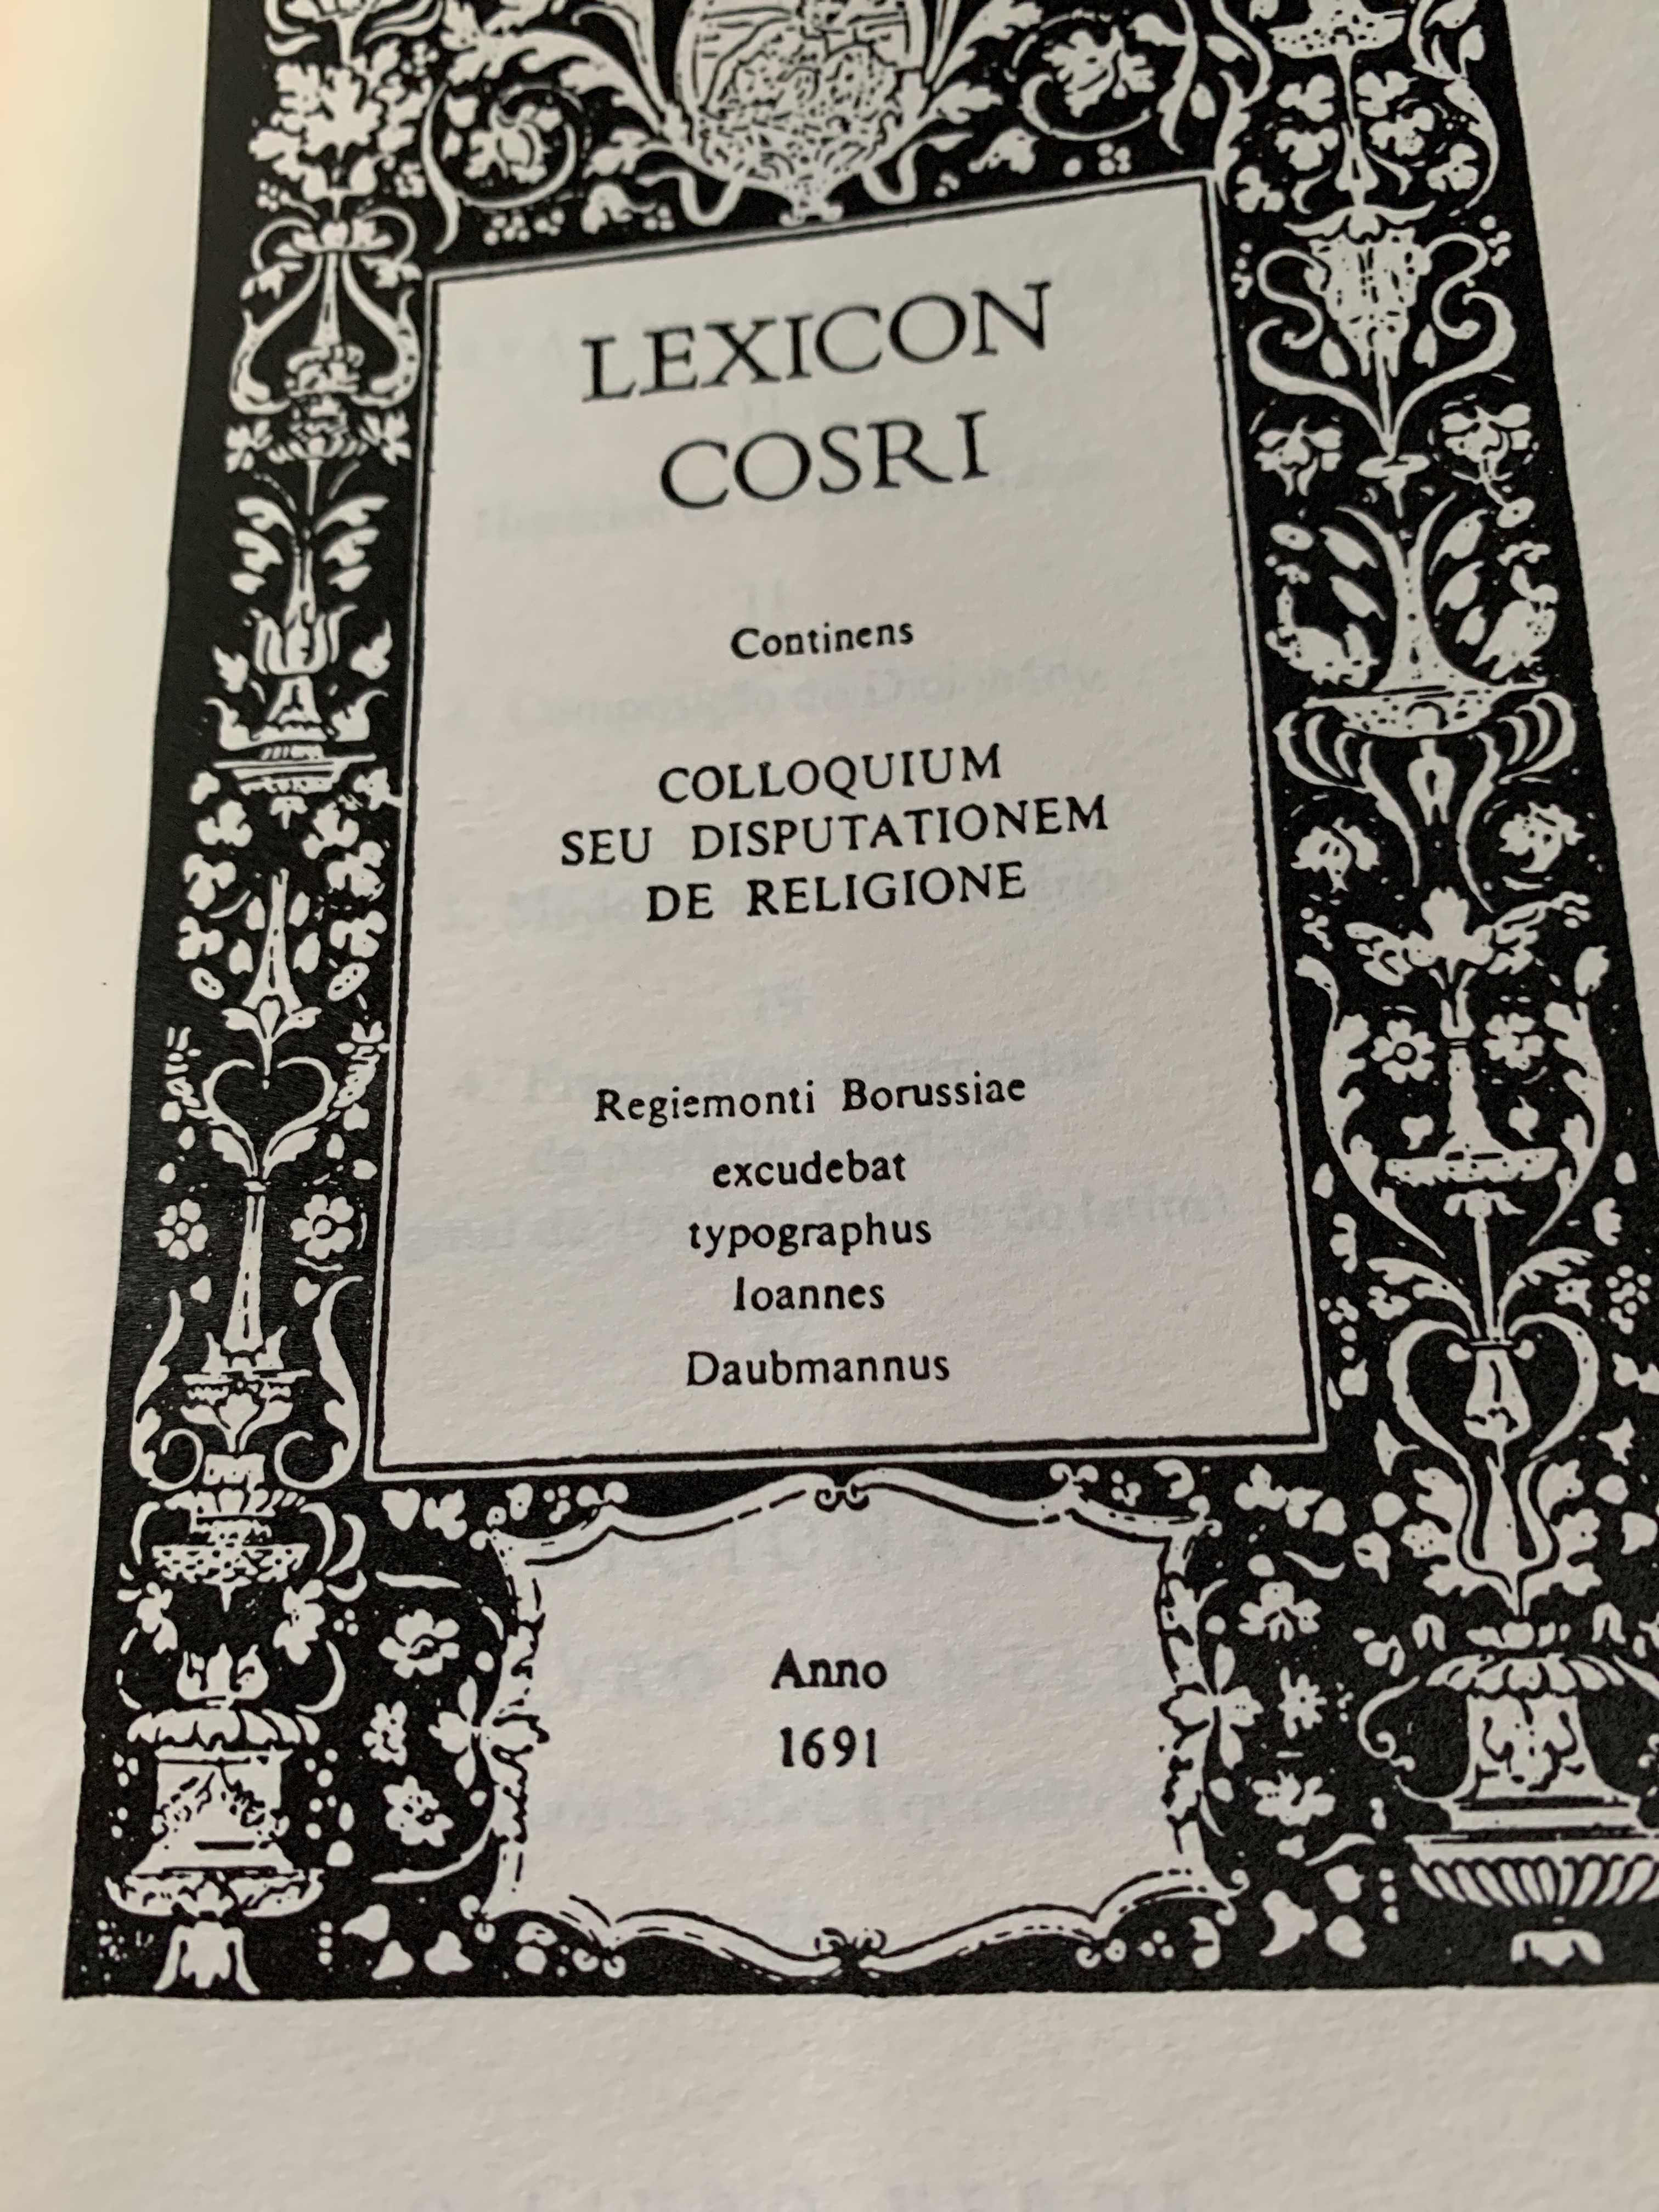 LEXICON
COSRI
Continens
COLLOQUIUM
SEU DISPUTATIONEM
DE RELIGIONE
Regiemonti Borussiae
excudebat
typographus
Ioannes
Daubmannus
Anno
1691